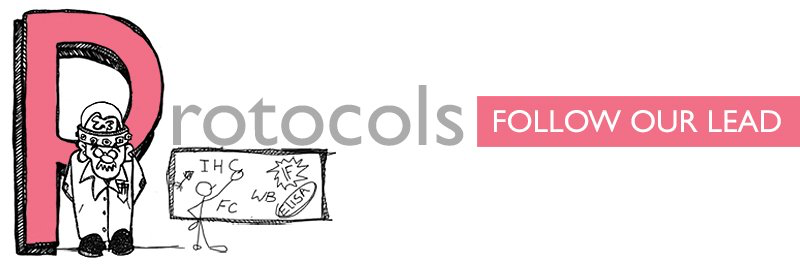 Protocols
FOLLOW OUR LEAD
IHC
IF
FC
WB
ELISA